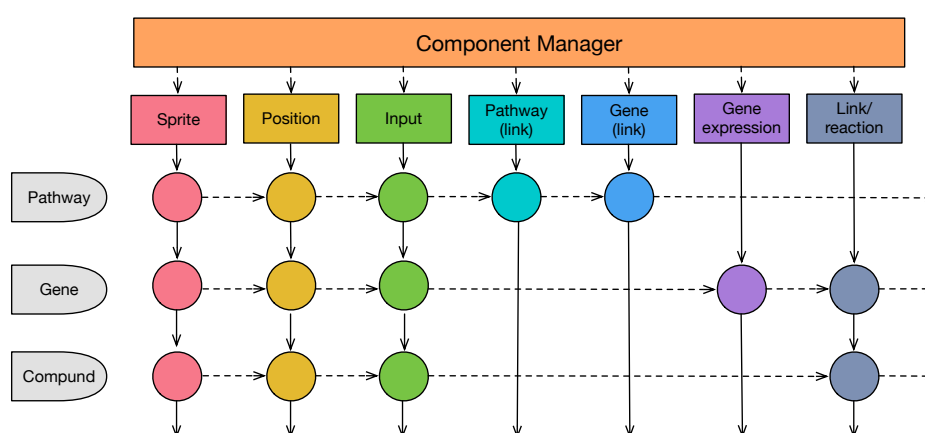 Component Manager
Sprite
Position
Input
Pathway
(link)
Gene
(link)
Gene
expression
Link/
reaction
Pathway
Gene
Compund